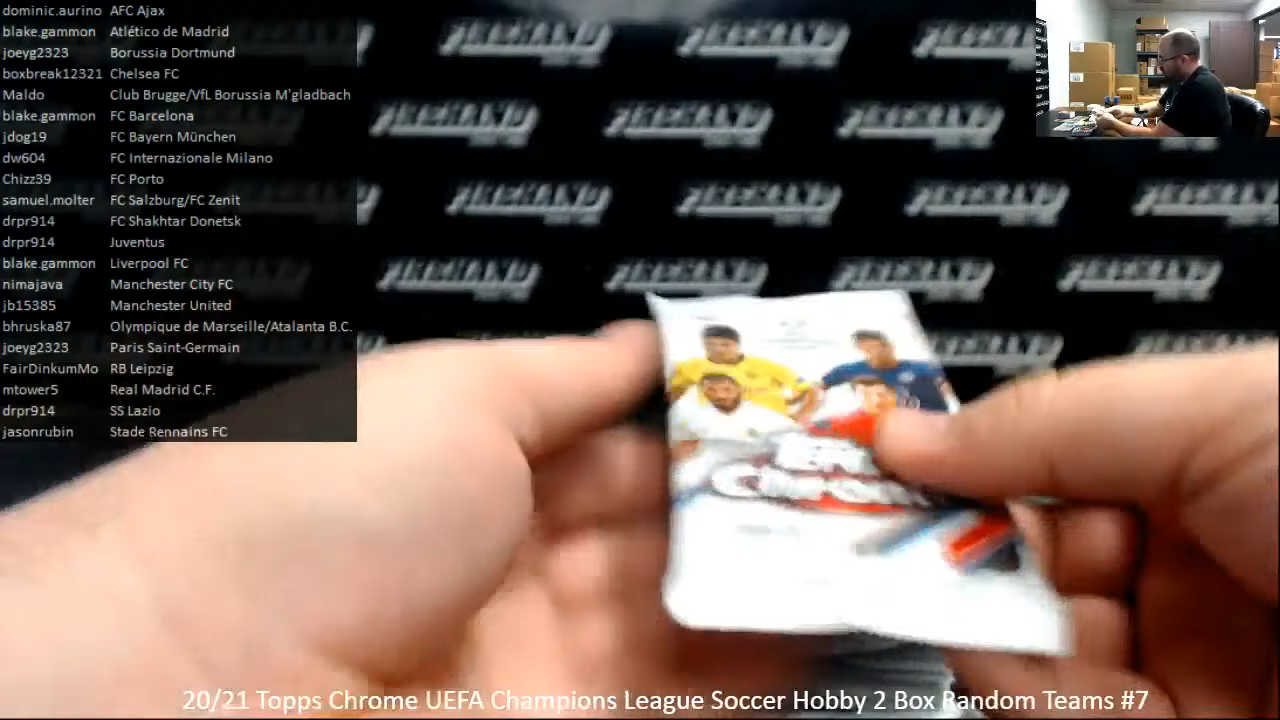 dominic.aurino AFC Ajax
blake.gammon Atlético de Madrid
joeyg2323 Borussia Dortmund
boxbreak12321 Chelsea FC
Maldo Club Brugge/VfL Borussia M'gladbach
blake.gammon FC Barcelona
jdog19 FC Bayern München
dw604 FC Internazionale Milano
Chizz39 FC Porto
samuel.molter FC Salzburg/FC Zenit
drpr914 FC Shakhtar Donetsk
drpr914 Juventus
blake.gammon Liverpool FC
nimajava Manchester City FC
jb15385 Manchester United
bhruska87 Olympique de Marseille/Atalanta B.C.
joeyg2323 Paris Saint-Germain
FairDinkumMo RB Leipzig
mtower5 Real Madrid C.F.
drpr914 SS Lazio
jasonrubin Stade Rennains FC
20/21 Topps Chrome UEFA Champions League Soccer Hobby 2 Box Random Teams #7